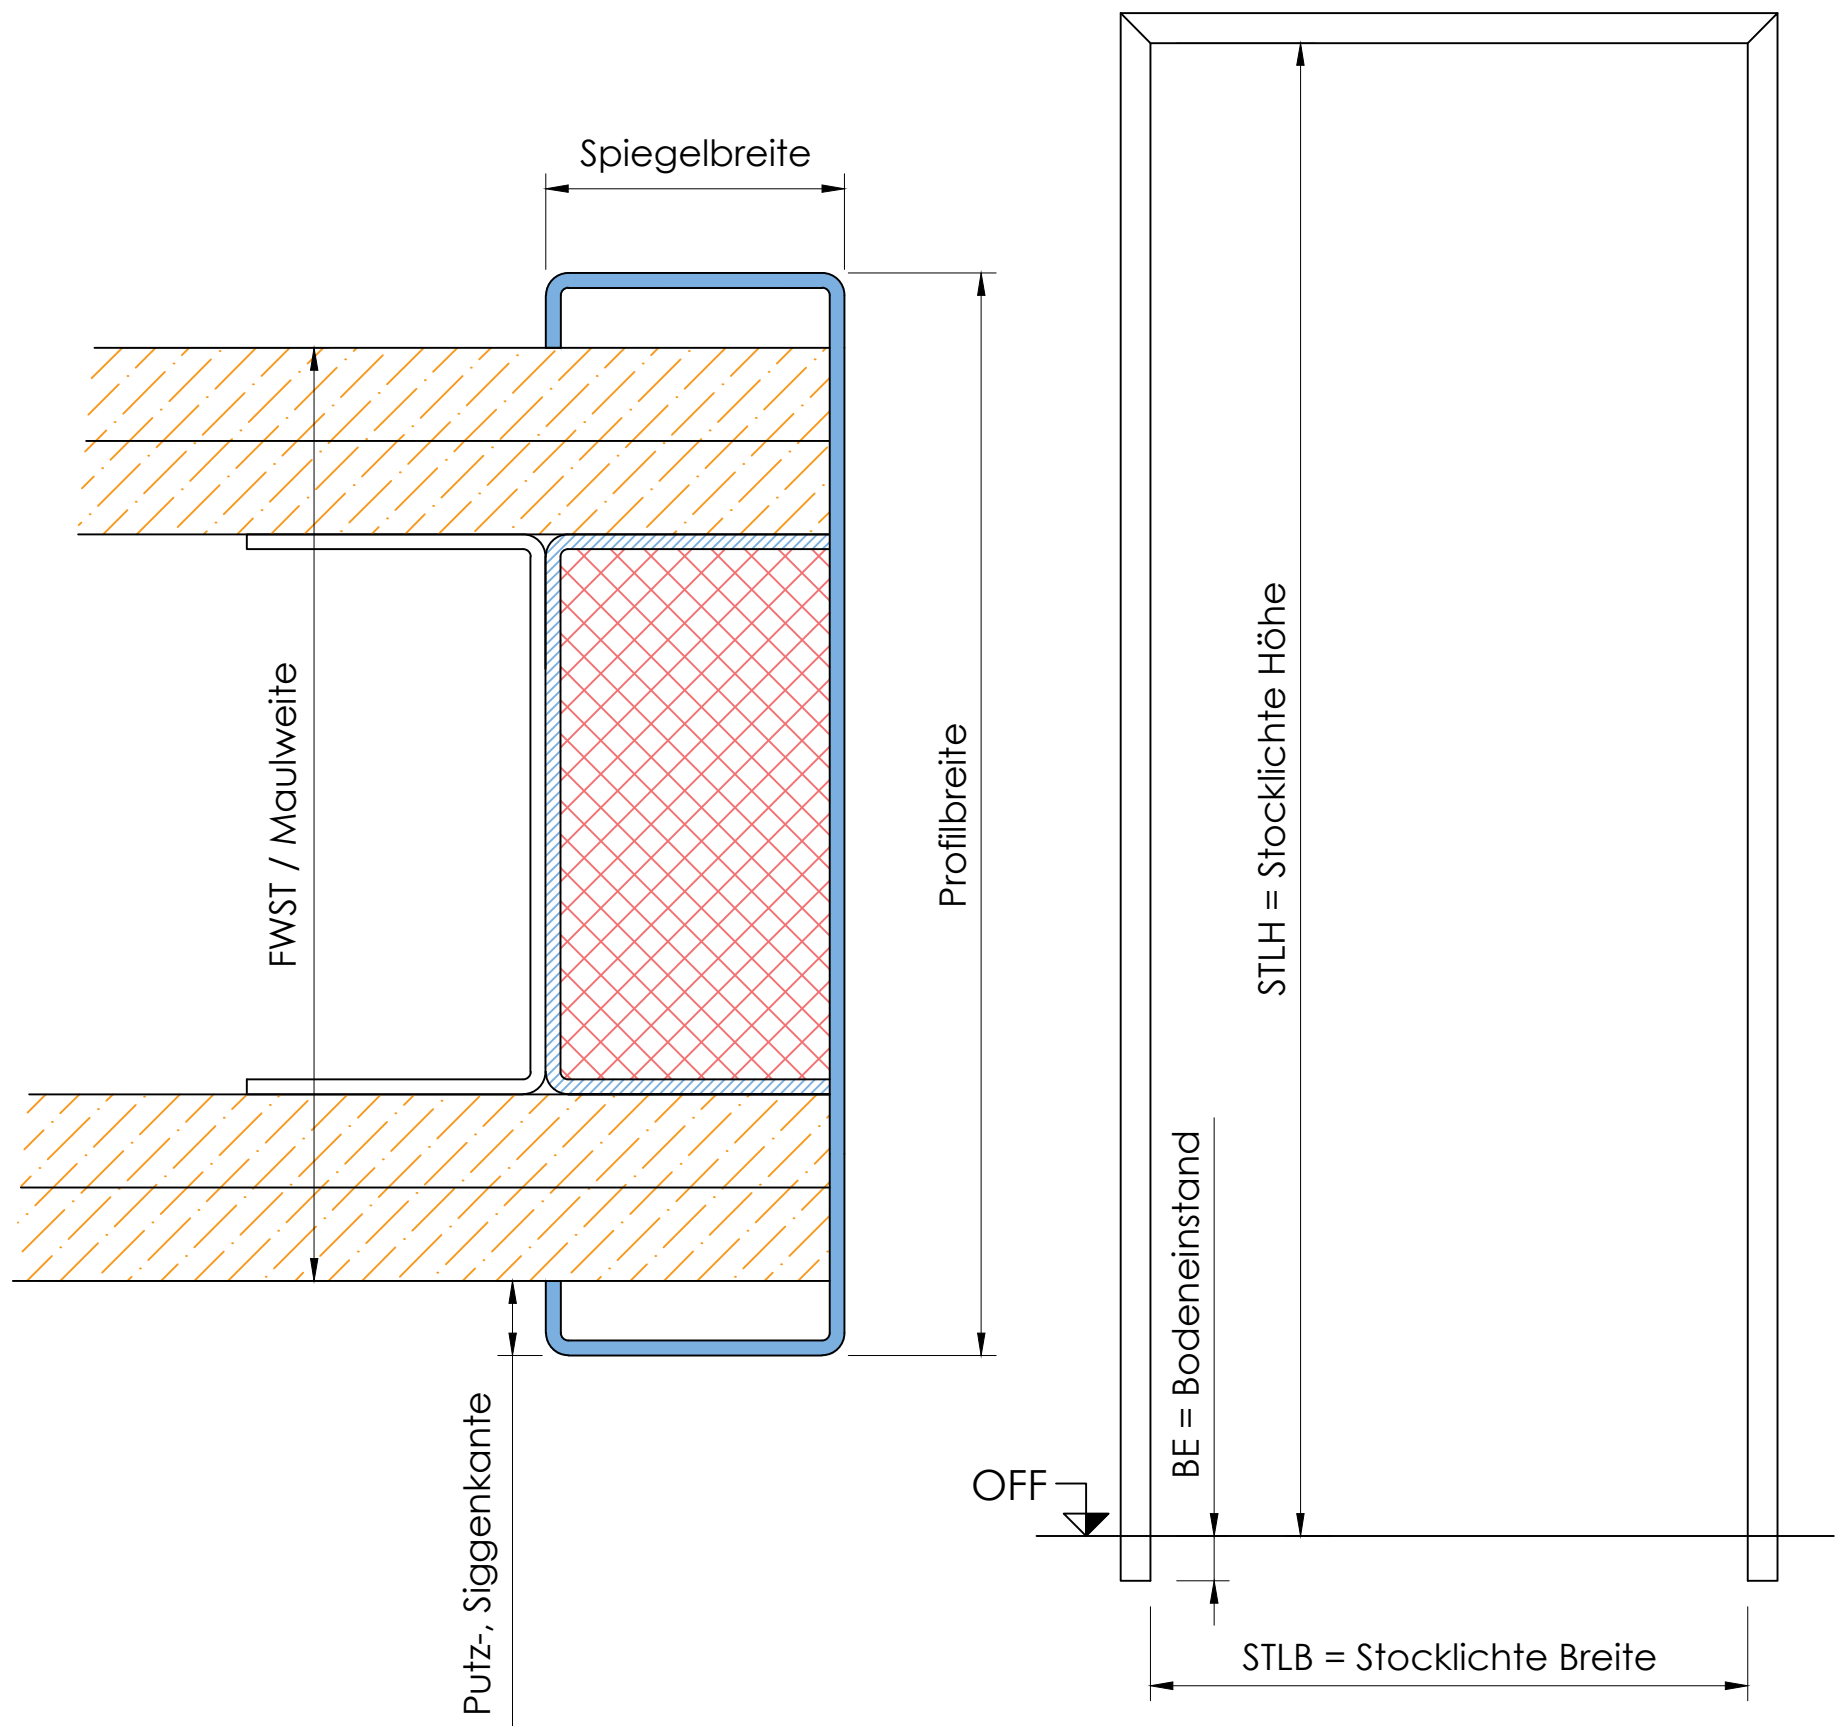 Spiegelbreite
FWST / Maulweite
Profilbreite
Putz-, Siggenkante
STLH = Stocklichte Höhe
BE = Bodeneinstand
OFF
STLB = Stocklichte Breite